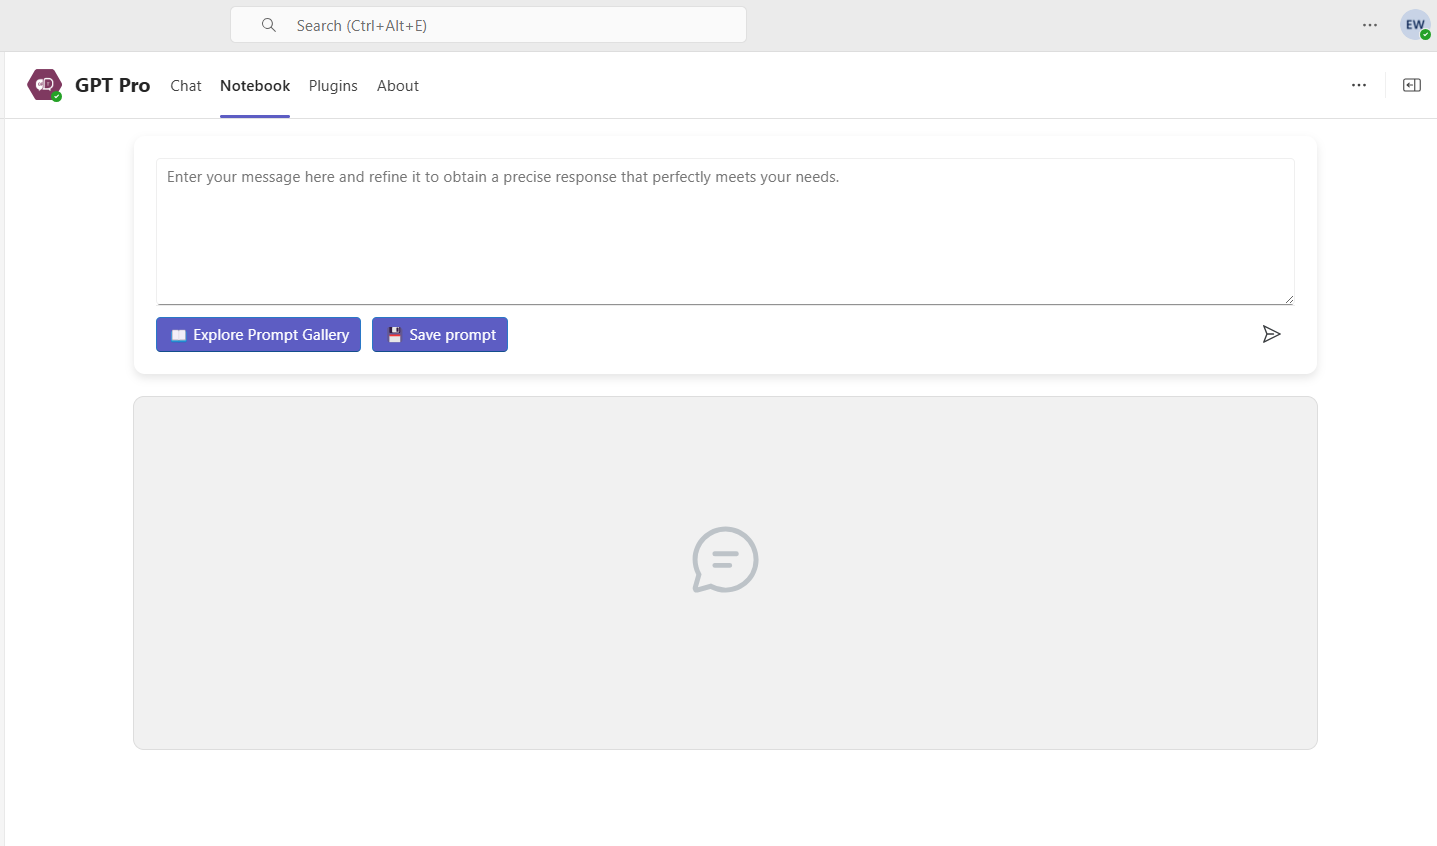 Search (Ctrl+Alt+E)
EW
GPT Pro Chat Notebook Plugins About
Enter your message here and refine it to obtain a precise response that perfectly meets your needs.
Explore Prompt Gallery Save prompt